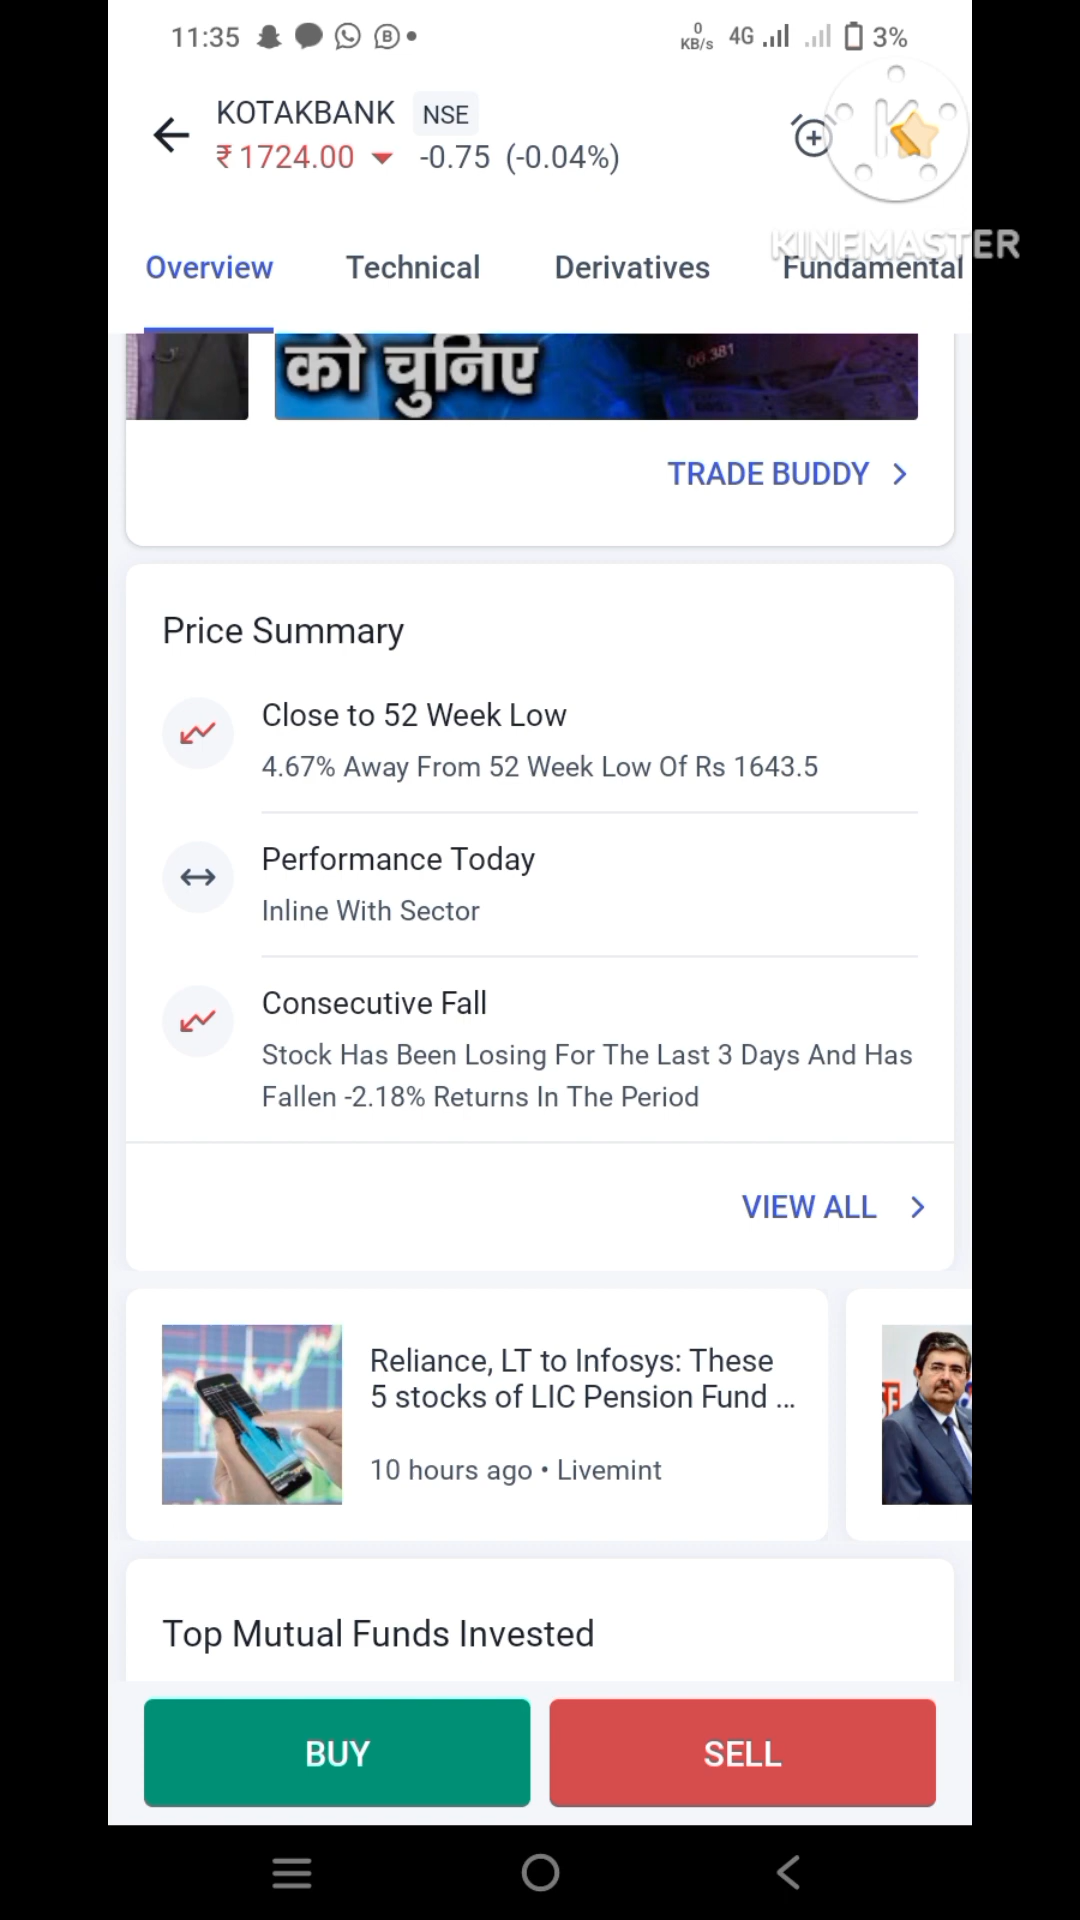 11:35
0
KB/s
4G
3%
KOTAKBANK NSE
₹1724.00 -0.75 (-0.04%)
KINEMASTER
Overview Technical Derivatives Fundamental
को चुनिए
00.381
TRADE BUDDY
Price Summary
Close to 52 Week Low
4.67% Away From 52 Week Low Of Rs 1643.5
Performance Today
Inline With Sector
Consecutive Fall
Stock Has Been Losing For The Last 3 Days And Has
Fallen -2.18% Returns In The Period
VIEW ALL
Reliance, LT to Infosys: These
5 stocks of LIC Pension Fund ...
10 hours ago • Livemint
Top Mutual Funds Invested
BUY SELL